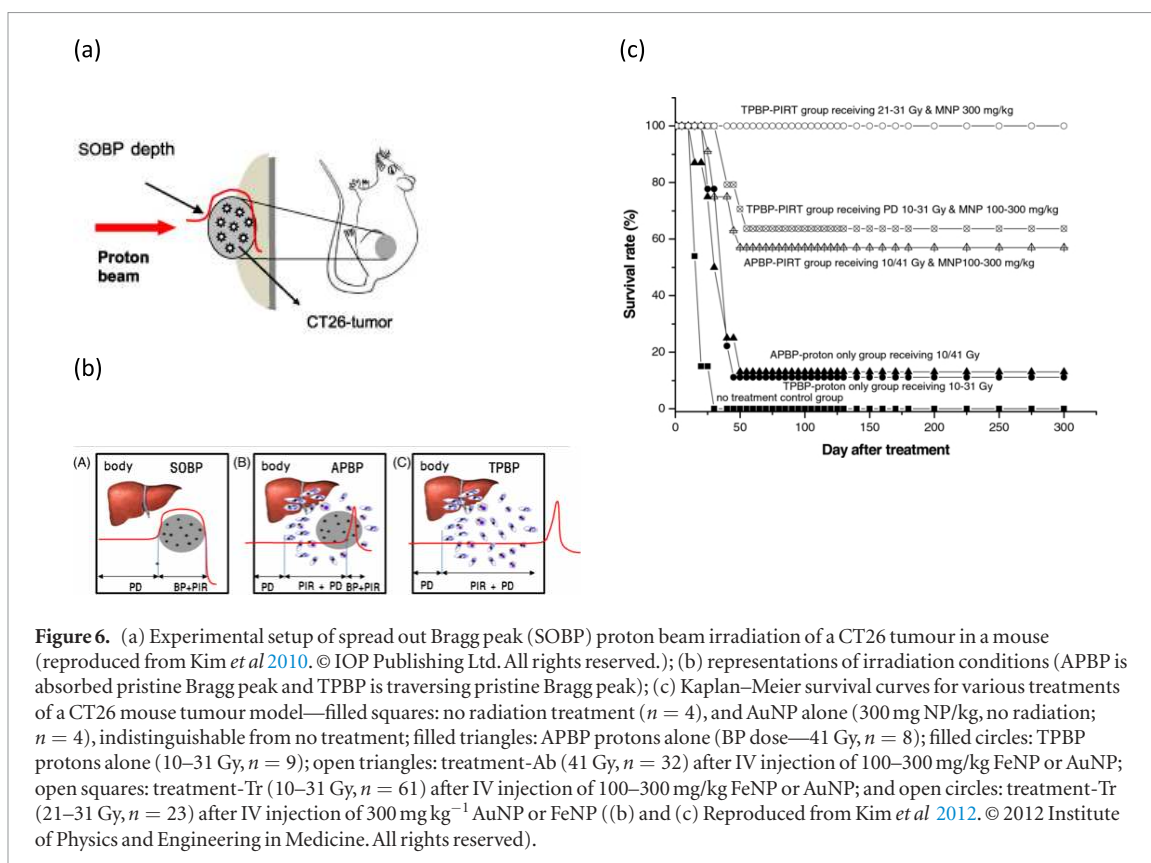 (a)
SOBP depth
Proton
beam
CT26-tumor
(b)
(A)
body
SOBP
PD
BP+PIR
(B)
body
APBP
PD
PIR + PD
BP+PIR
(C)
body
TPBP
PD
PIR + PD
(c)
Survival rate (%)
100
80
60
40
20
0
TPBP-PIRT group receiving 21-31 Gy & MNP 300 mg/kg
TPBP-PIRT group receiving PD 10-31 Gy & MNP 100-300 mg/kg
APBP-PIRT group receiving 10/41 Gy & MNP100-300 mg/kg
APBP-proton only group receiving 10/41 Gy
TPBP-proton only group receiving 10-31 Gy
no treatment control group
0 50 100 150 200 250 300
Day after treatment
Figure 6. (a) Experimental setup of spread out Bragg peak (SOBP) proton beam irradiation of a CT26 tumour in a mouse
(reproduced from Kim et al 2010. © IOP Publishing Ltd. All rights reserved.); (b) representations of irradiation conditions (APBP is
absorbed pristine Bragg peak and TPBP is traversing pristine Bragg peak); (c) Kaplan–Meier survival curves for various treatments
of a CT26 mouse tumour model—filled squares: no radiation treatment (n = 4), and AuNP alone (300 mg NP/kg, no radiation;
n = 4), indistinguishable from no treatment; filled triangles: APBP protons alone (BP dose—41 Gy, n = 8); filled circles: TPBP
protons alone (10–31 Gy, n = 9); open triangles: treatment-Ab (41 Gy, n = 32) after IV injection of 100–300 mg/kg FeNP or AuNP;
open squares: treatment-Tr (10–31 Gy, n = 61) after IV injection of 100–300 mg/kg FeNP or AuNP; and open circles: treatment-Tr
(21–31 Gy, n = 23) after IV injection of 300 mg kg⁻¹ AuNP or FeNP ((b) and (c) Reproduced from Kim et al 2012. © 2012 Institute
of Physics and Engineering in Medicine. All rights reserved).